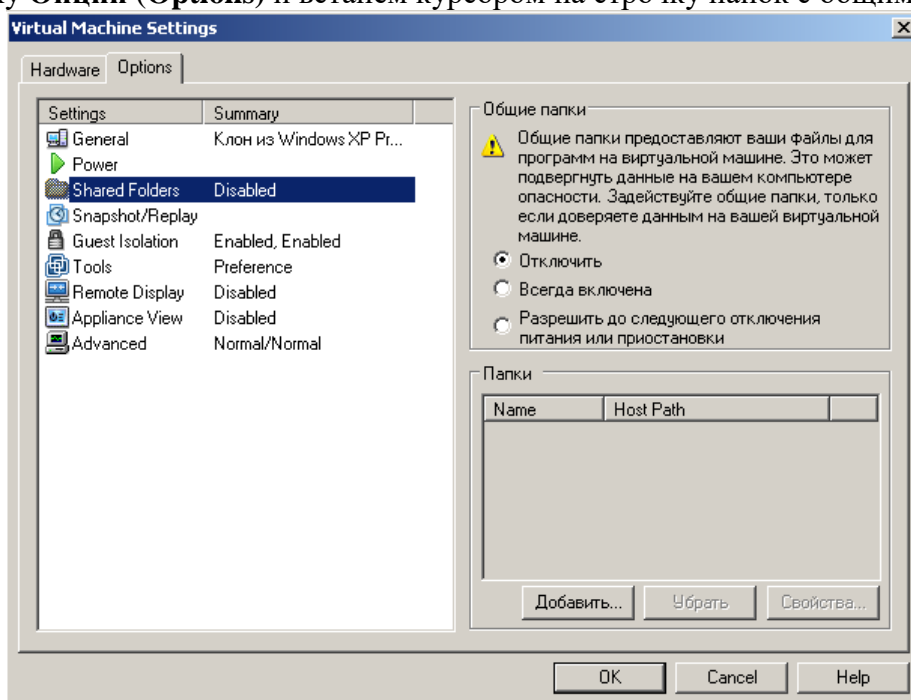 Опции (Options) и встанем курсором на строчку папок с общим
Virtual Machine Settings
Hardware Options
Settings Summary
General Клон из Windows XP Pr...
Power
Shared Folders Disabled
Snapshot/Replay
Guest Isolation Enabled, Enabled
Tools Preference
Remote Display Disabled
Appliance View Disabled
Advanced Normal/Normal
Общие папки
Общие папки предоставляют ваши файлы для
программ на виртуальной машине. Это может
подвергнуть данные на вашем компьютере
опасности. Задействуйте общие папки, только
если доверяете данным на вашей виртуальной
машине.
Отключить
Всегда включена
Разрешить до следующего отключения
питания или приостановки
Папки
Name Host Path
Добавить... Убрать Свойства...
OK Cancel Help